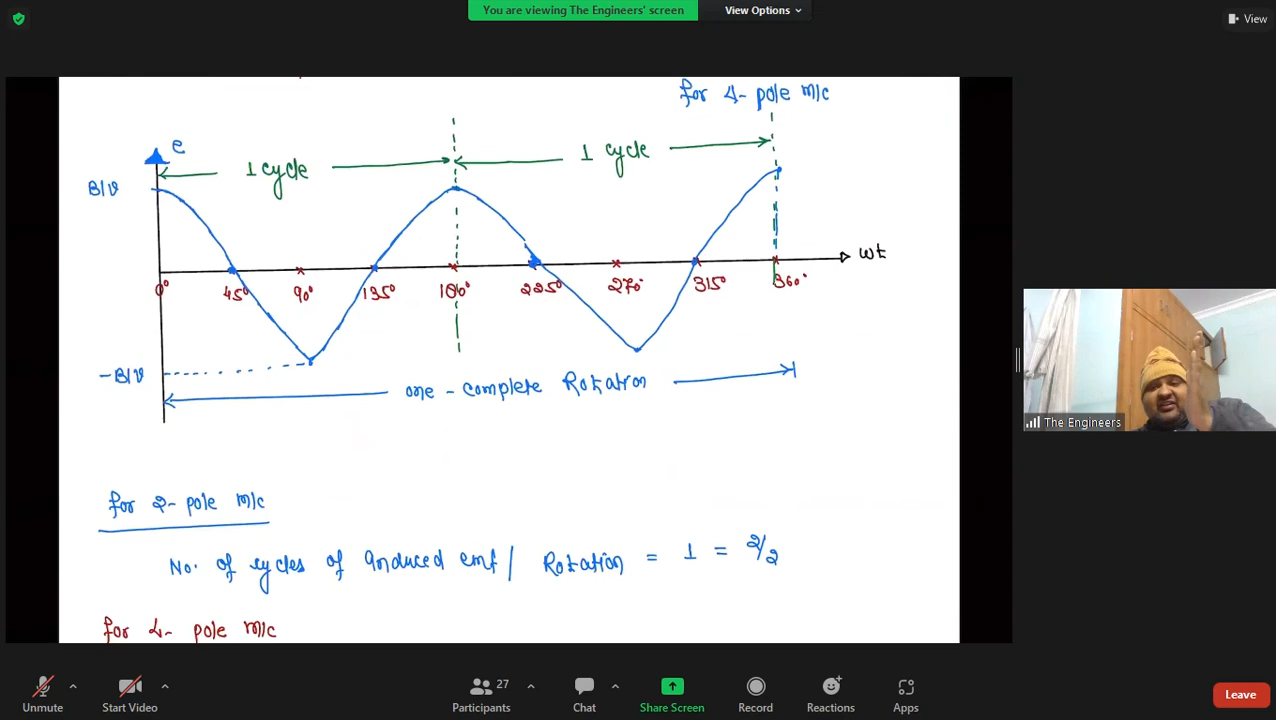 You are viewing The Engineers' screen
View Options
View
for 4- pole m/c
e
1 cycle
1 cycle
Blv
0°
45°
90°
135°
180°
225°
270°
315°
360°
wt
-Blv
one - complete Rotation
The Engineers
for 2- pole m/c
No. of cycles of induced emf / Rotation = 1 = 2/2
for 4- pole m/c
Unmute
Start Video
Participants
27
Chat
Share Screen
Record
Reactions
Apps
Leave